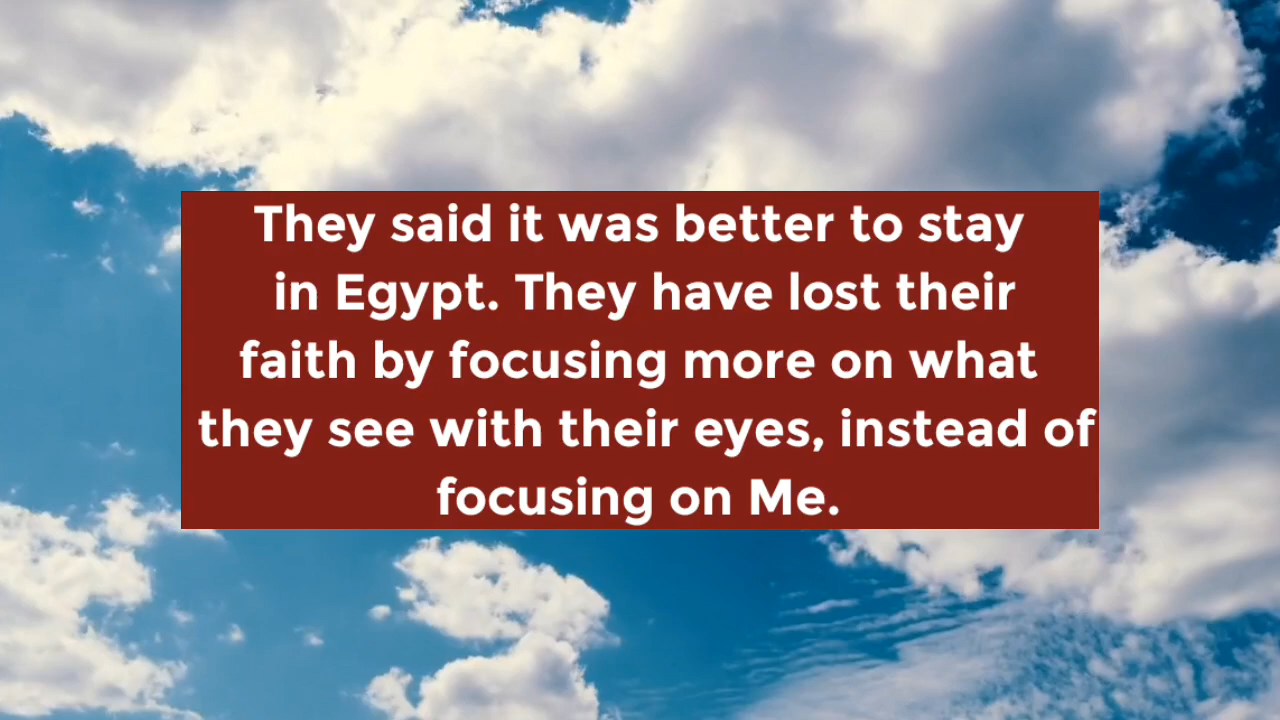 They said it was better to stay
in Egypt. They have lost their
faith by focusing more on what
they see with their eyes, instead of
focusing on Me.